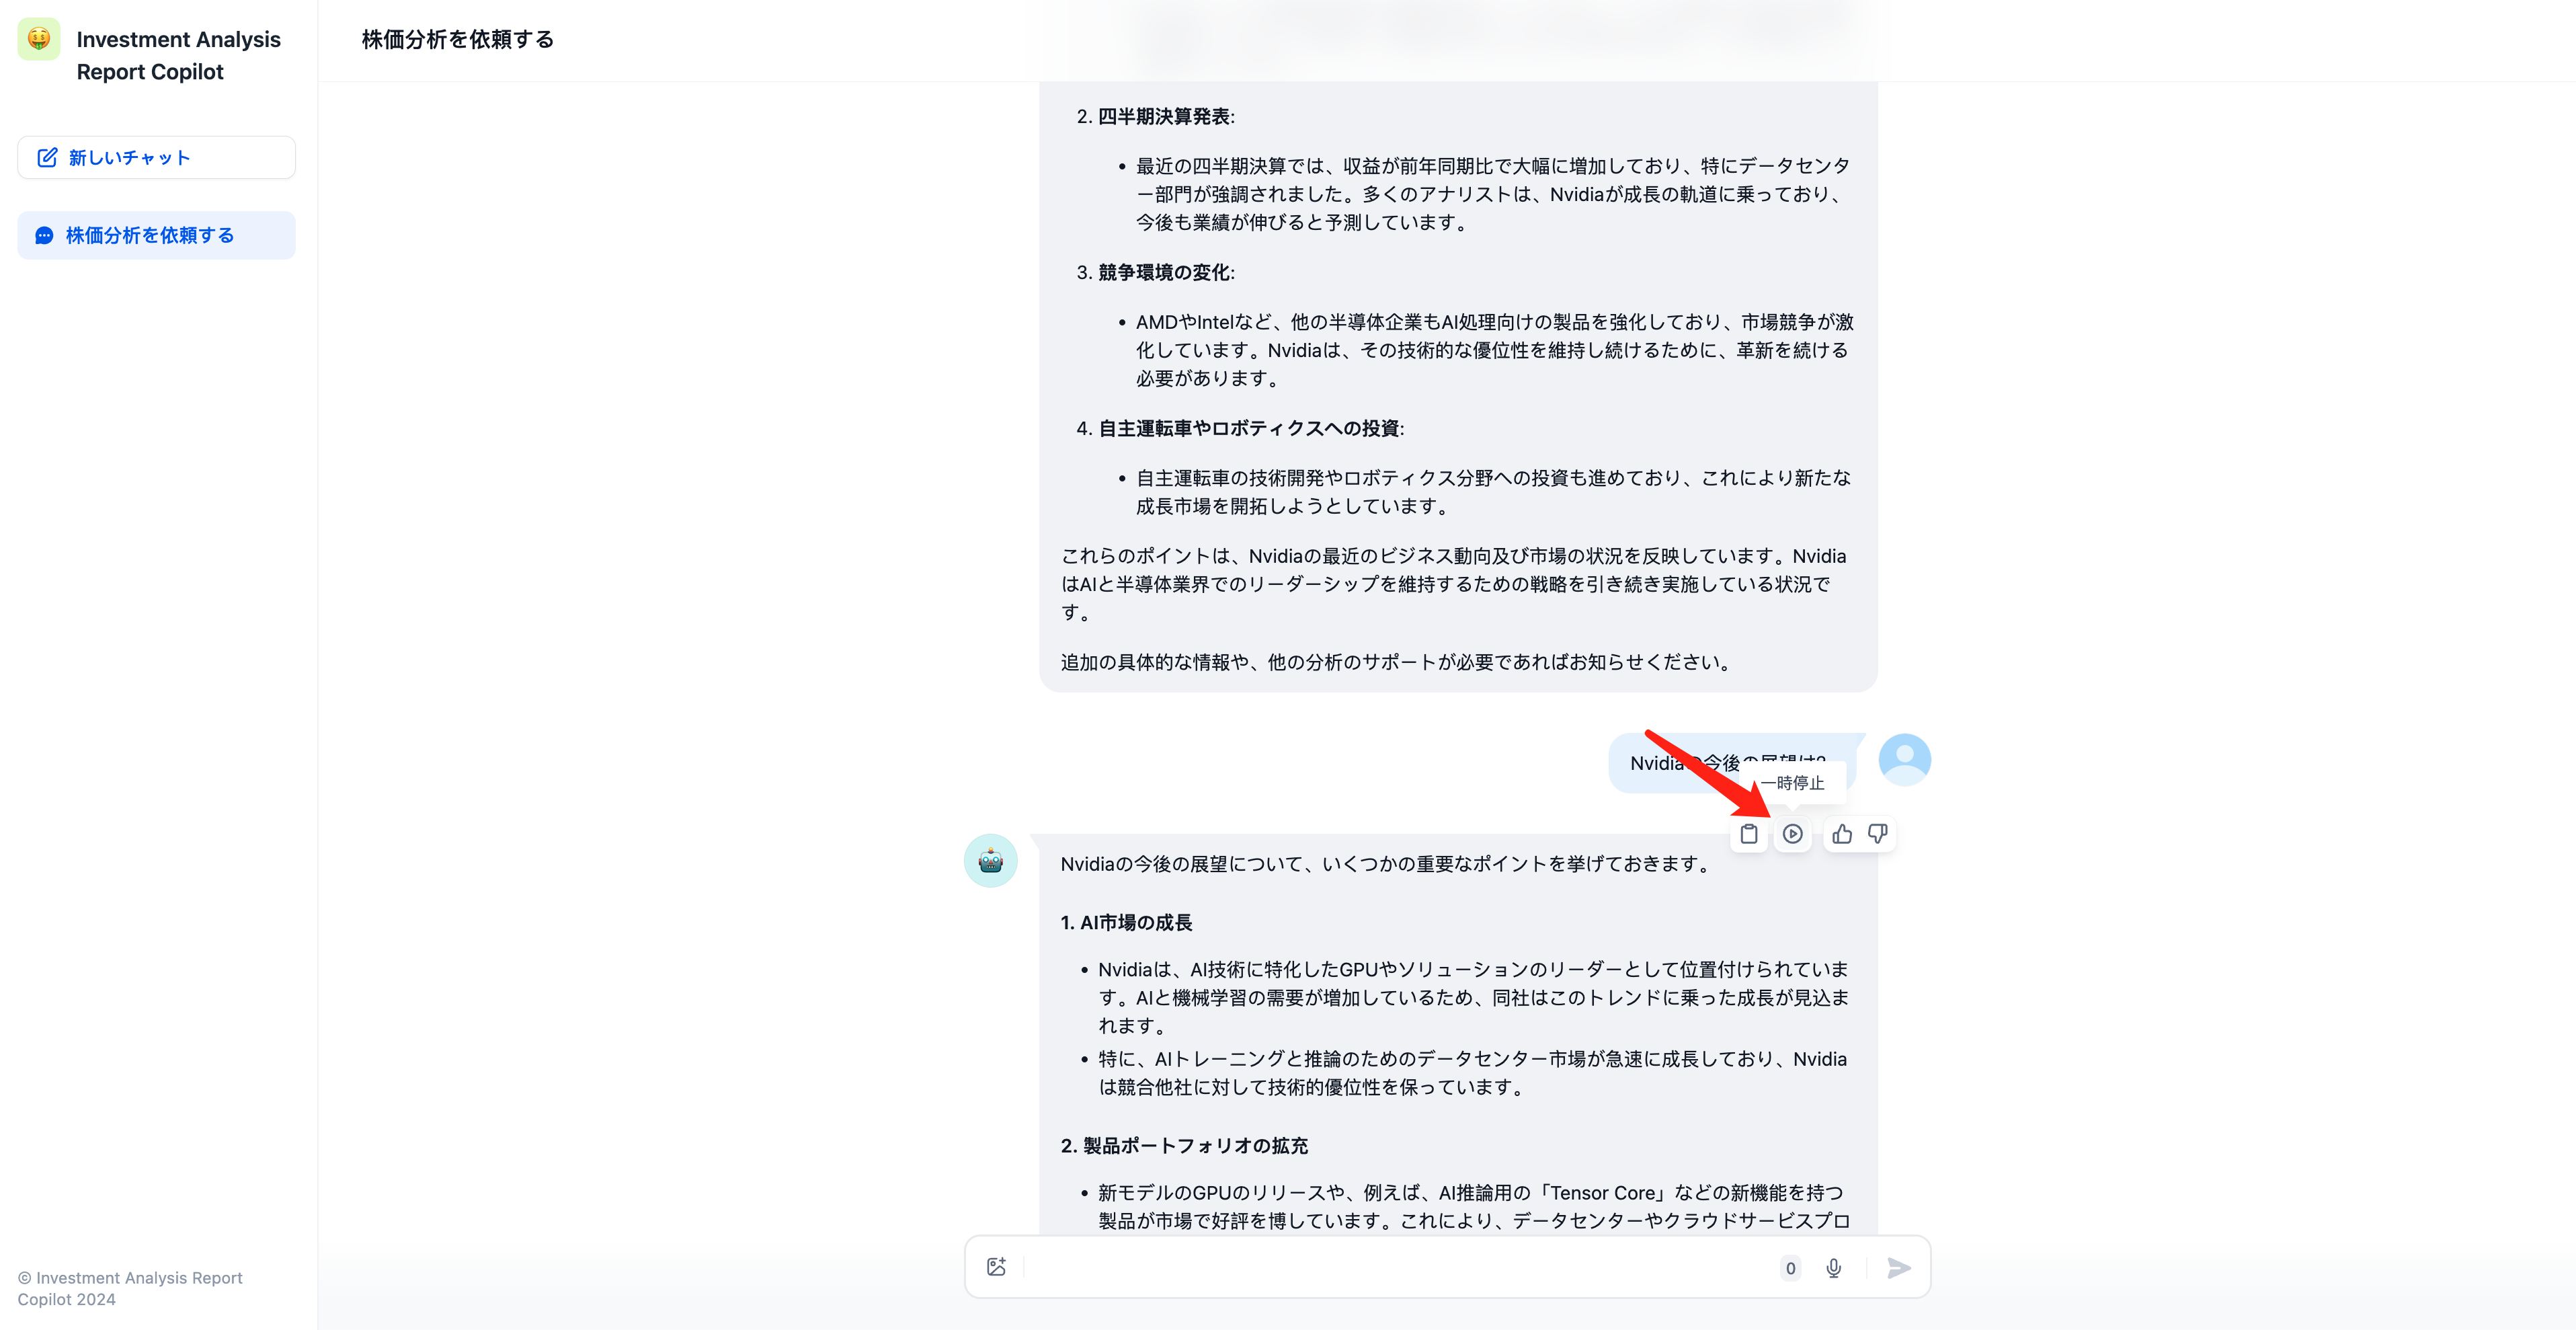 Investment Analysis
Report Copilot
新しいチャット
株価分析を依頼する
© Investment Analysis Report
Copilot 2024
株価分析を依頼する
2. 四半期決算発表:
• 最近の四半期決算では、収益が前年同期比で大幅に増加しており、特にデータセンタ
ー部門が強調されました。多くのアナリストは、Nvidiaが成長の軌道に乗っており、
今後も業績が伸びると予測しています。
3. 競争環境の変化:
• AMDやIntelなど、他の半導体企業もAI処理向けの製品を強化しており、市場競争が激
化しています。Nvidiaは、その技術的な優位性を維持し続けるために、革新を続ける
必要があります。
4. 自主運転車やロボティクスへの投資:
• 自主運転車の技術開発やロボティクス分野への投資も進めており、これにより新たな
成長市場を開拓しようとしています。
これらのポイントは、Nvidiaの最近のビジネス動向及び市場の状況を反映しています。Nvidia
はAIと半導体業界でのリーダーシップを維持するための戦略を引き続き実施している状況で
す。
追加の具体的な情報や、他の分析のサポートが必要であればお知らせください。
Nvidiaの今後の展望は?
一時停止
Nvidiaの今後の展望について、いくつかの重要なポイントを挙げておきます。
1. AI市場の成長
• Nvidiaは、AI技術に特化したGPUやソリューションのリーダーとして位置付けられていま
す。AIと機械学習の需要が増加しているため、同社はこのトレンドに乗った成長が見込ま
れます。
• 特に、AIトレーニングと推論のためのデータセンター市場が急速に成長しており、Nvidia
は競合他社に対して技術的優位性を保っています。
2. 製品ポートフォリオの拡充
• 新モデルのGPUのリリースや、例えば、AI推論用の「Tensor Core」などの新機能を持つ
製品が市場で好評を博しています。これにより、データセンターやクラウドサービスプロ
0